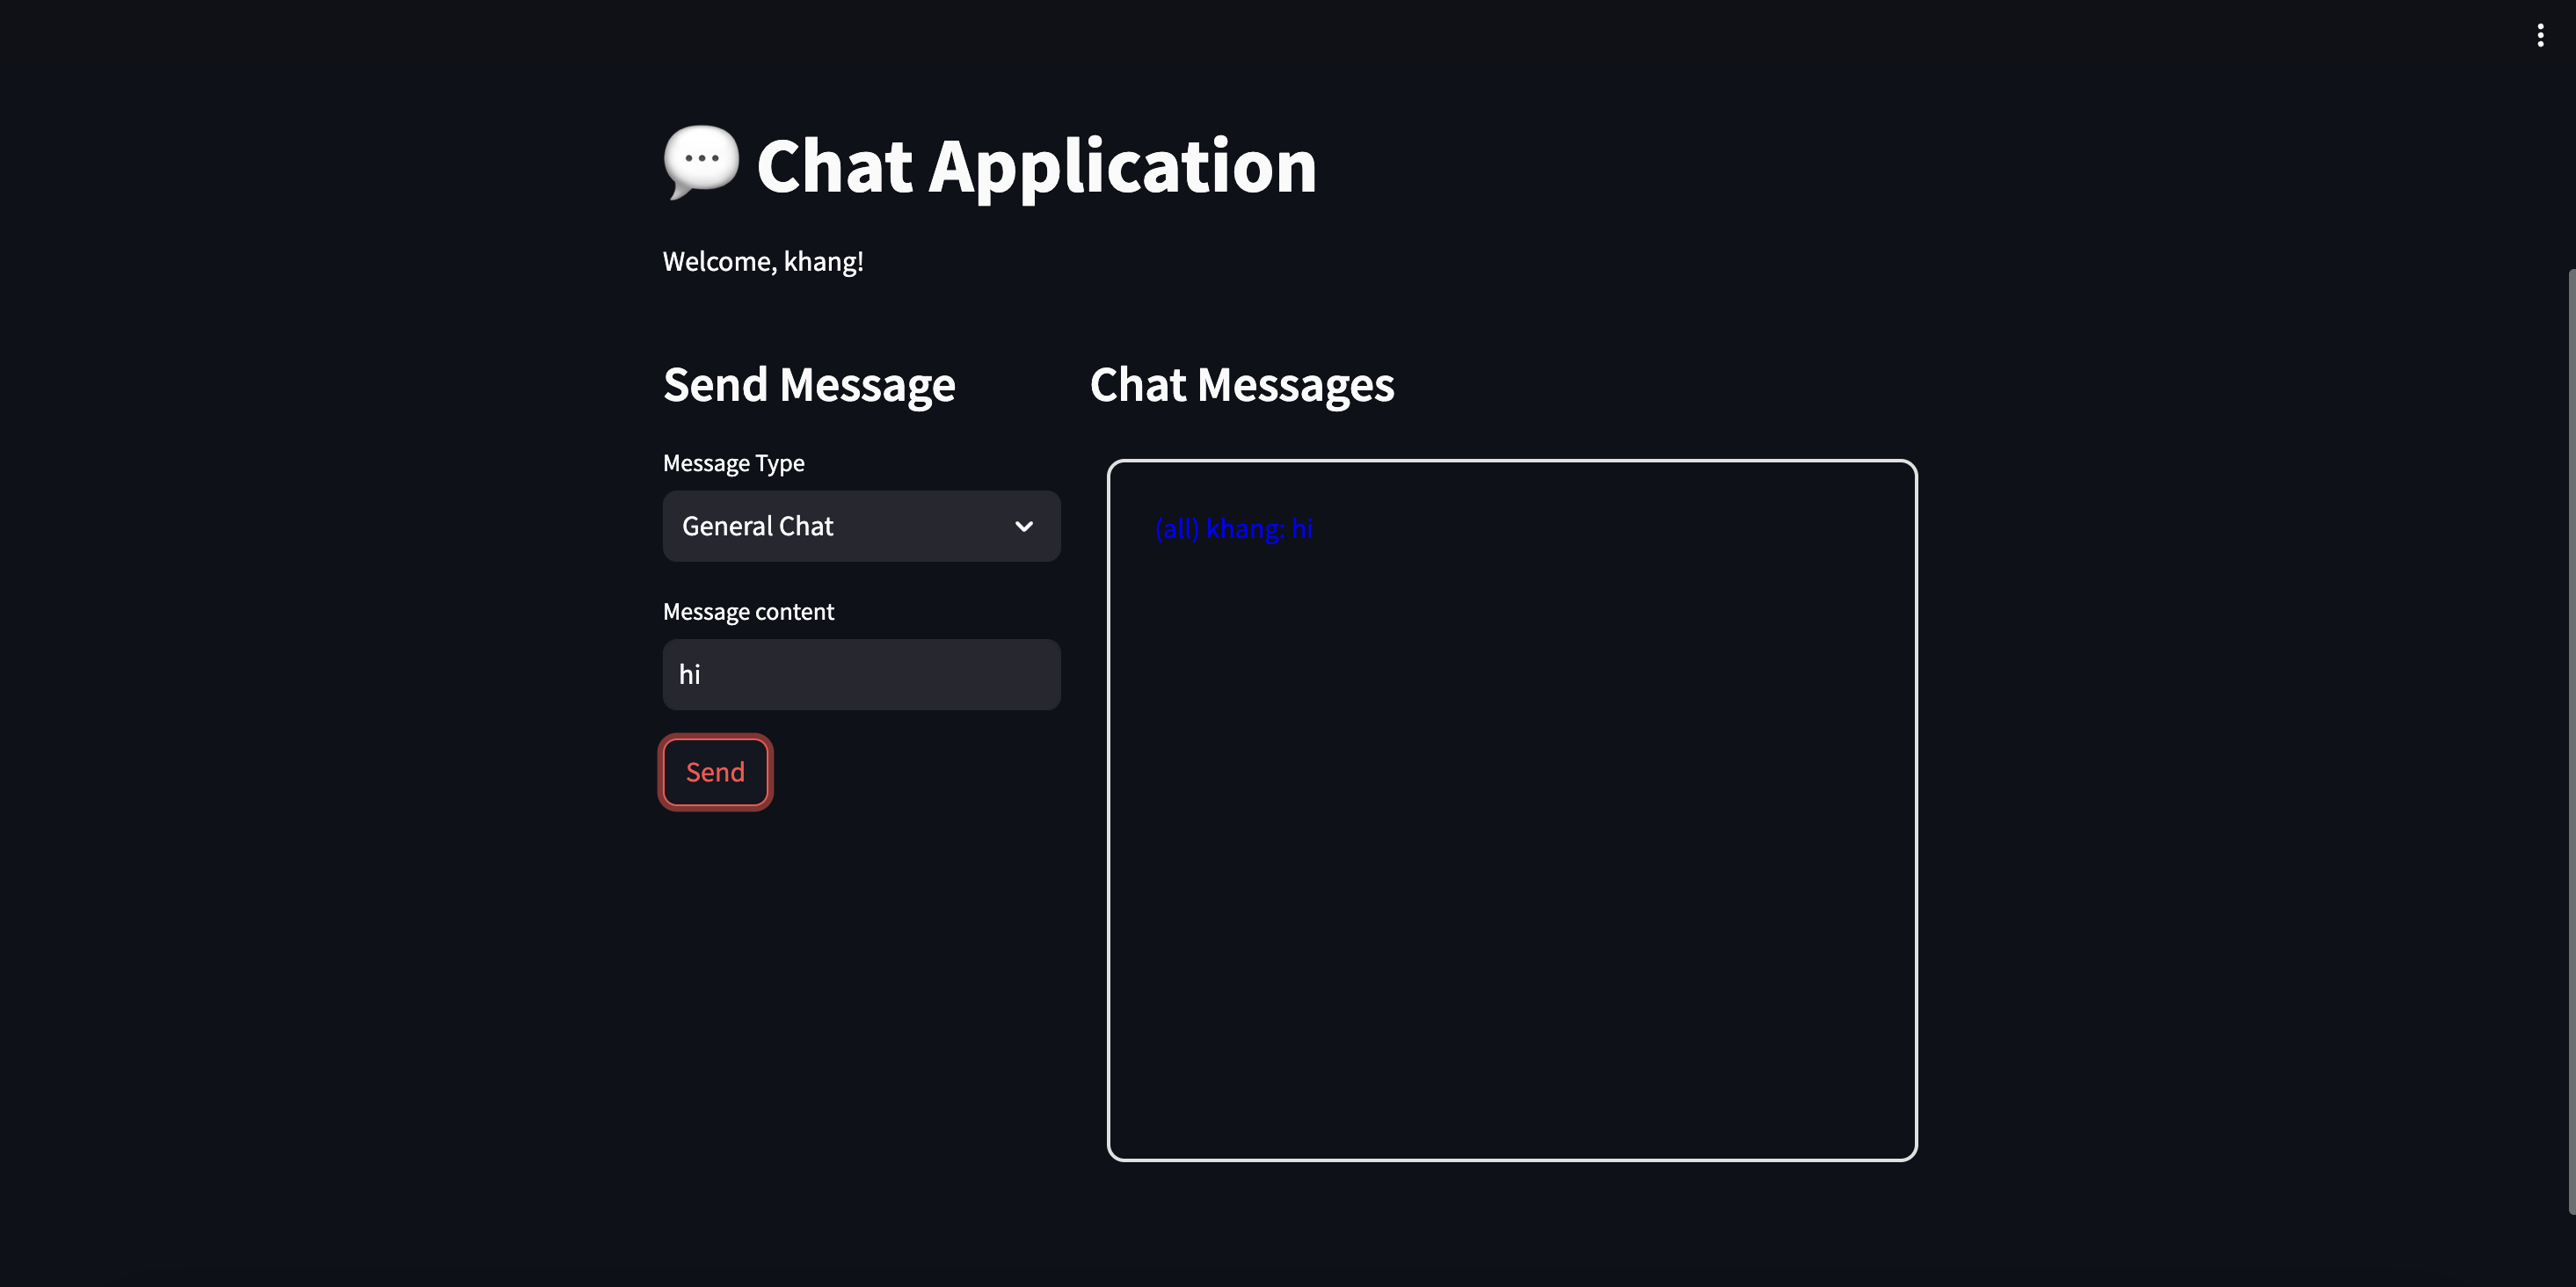 💬 Chat Application
Welcome, khang!
Send Message
Message Type
General Chat
Message content
hi
Send
Chat Messages
(all) khang: hi